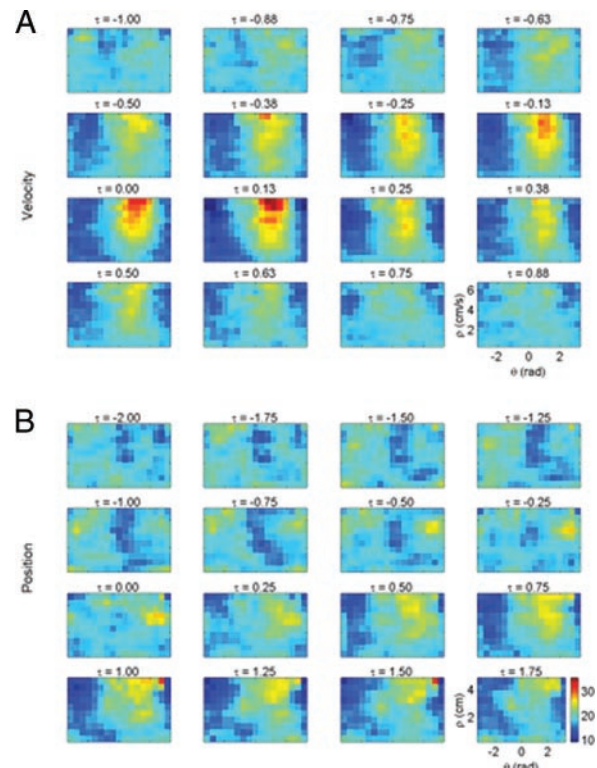 A
τ = -1.00 τ = -0.88 τ = -0.75 τ = -0.63
τ = -0.50 τ = -0.38 τ = -0.25 τ = -0.13
Velocity
τ = 0.00 τ = 0.13 τ = 0.25 τ = 0.38
τ = 0.50 τ = 0.63 τ = 0.75 τ = 0.88
ρ (cm/s)
6
4
2
-2 0 2
θ (rad)
B
τ = -2.00 τ = -1.75 τ = -1.50 τ = -1.25
τ = -1.00 τ = -0.75 τ = -0.50 τ = -0.25
Position
τ = 0.00 τ = 0.25 τ = 0.50 τ = 0.75
τ = 1.00 τ = 1.25 τ = 1.50 τ = 1.75
ρ (cm)
4
2
-2 0 2
θ (rad)
30
20
10